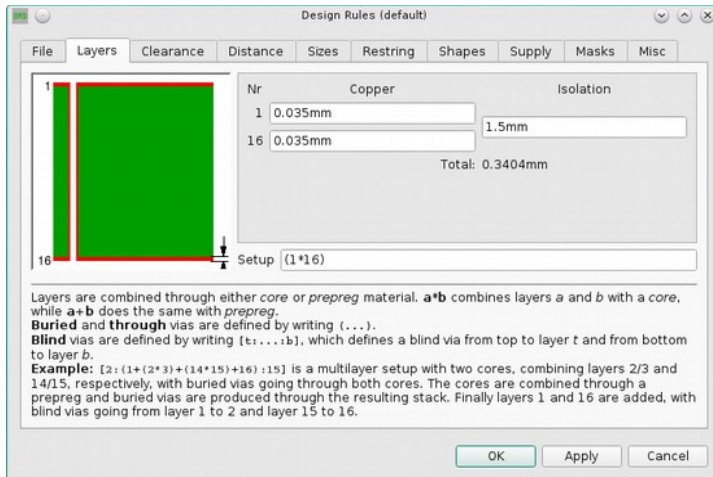 Design Rules (default)
File Layers Clearance Distance Sizes Restring Shapes Supply Masks Misc
1
16
Nr Copper Isolation
1 0.035mm
1.5mm
16 0.035mm
Total: 0.3404mm
Setup (1*16)
Layers are combined through either core or prepreg material. a*b combines layers a and b with a core,
while a+b does the same with prepreg.
Buried and through vias are defined by writing (...).
Blind vias are defined by writing [t:...:b], which defines a blind via from top to layer t and from bottom
to layer b.
Example: [2:(1+(2*3)+(14*15)+16):15] is a multilayer setup with two cores, combining layers 2/3 and
14/15, respectively, with buried vias going through both cores. The cores are combined through a
prepreg and buried vias are produced through the resulting stack. Finally layers 1 and 16 are added, with
blind vias going from layer 1 to 2 and layer 15 to 16.
OK Apply Cancel